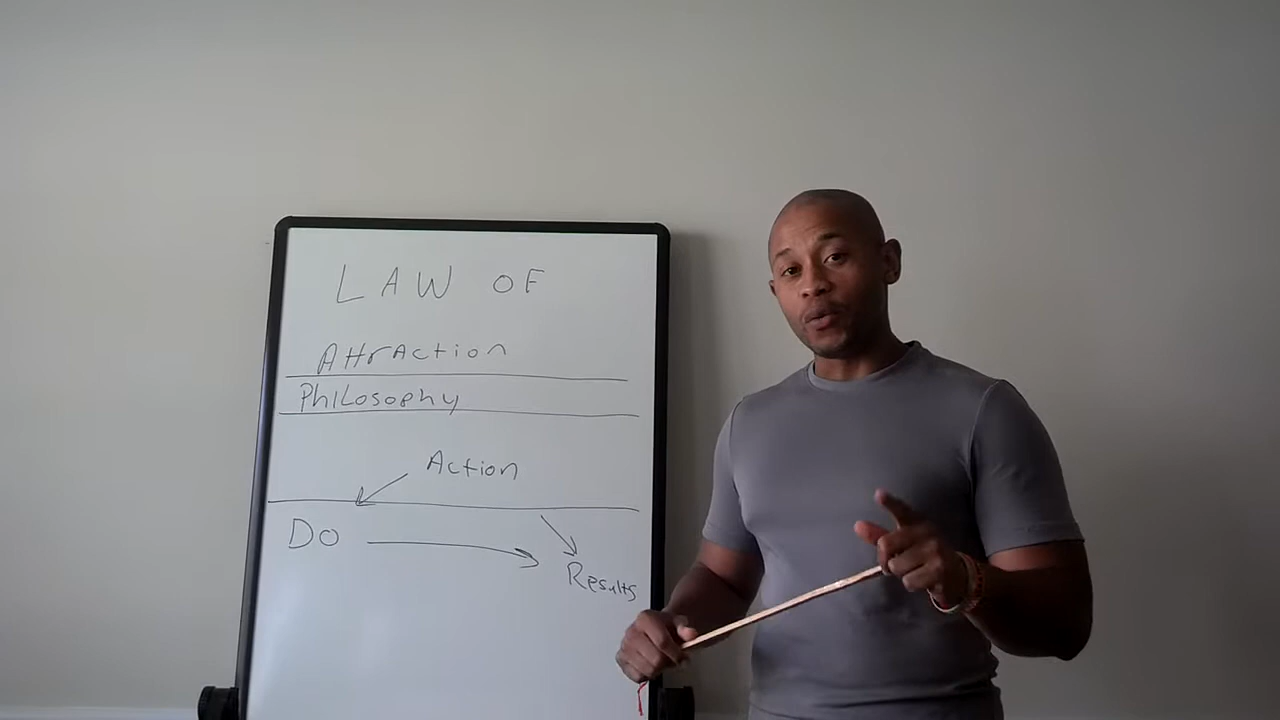 LAW OF
AttrAction
PhiLosophy
Action
Do
Results